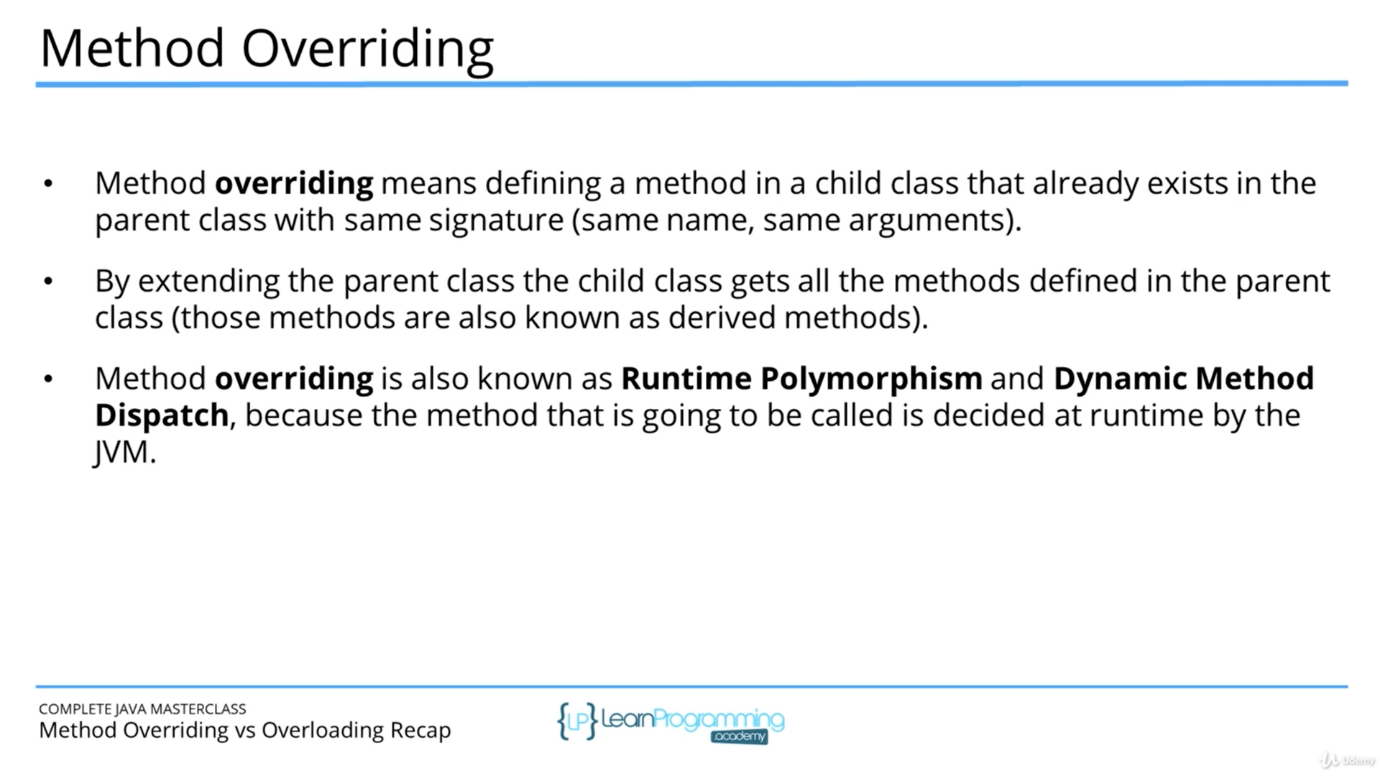 Method Overriding
• Method overriding means defining a method in a child class that already exists in the
parent class with same signature (same name, same arguments).
• By extending the parent class the child class gets all the methods defined in the parent
class (those methods are also known as derived methods).
• Method overriding is also known as Runtime Polymorphism and Dynamic Method
Dispatch, because the method that is going to be called is decided at runtime by the
JVM.
COMPLETE JAVA MASTERCLASS
Method Overriding vs Overloading Recap
{LP} LearnProgramming
.academy
Udemy